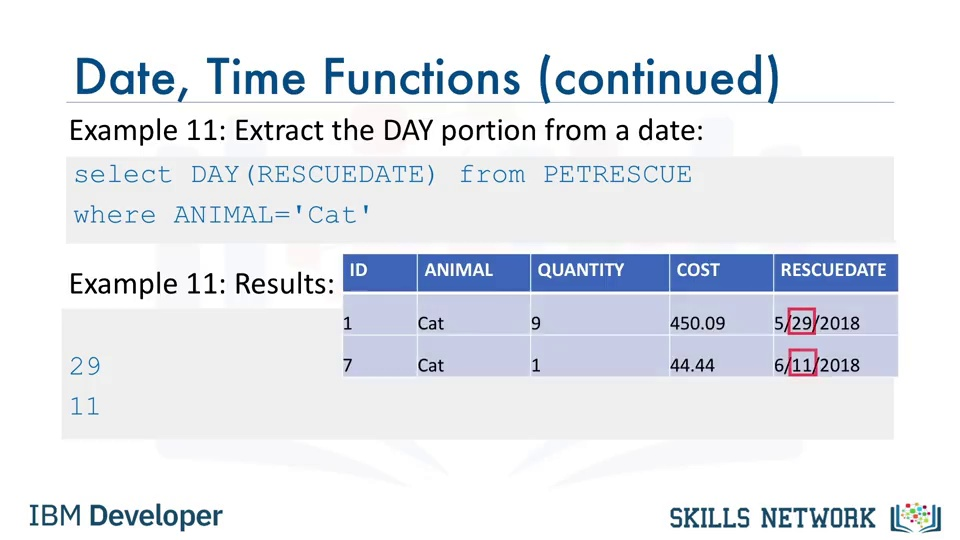 Date, Time Functions (continued)
Example 11: Extract the DAY portion from a date:
select DAY(RESCUEDATE) from PETRESCUE
where ANIMAL='Cat'
Example 11: Results:
29
11
ID ANIMAL QUANTITY COST RESCUEDATE
1 Cat 9 450.09 5/29/2018
7 Cat 1 44.44 6/11/2018
IBM Developer
SKILLS NETWORK